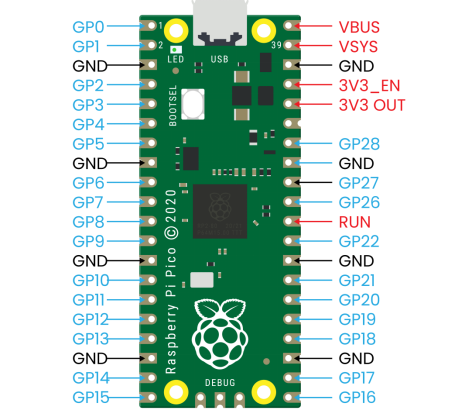 GP0
GP1
GND
GP2
GP3
GP4
GP5
GND
GP6
GP7
GP8
GP9
GND
GP10
GP11
GP12
GP13
GND
GP14
GP15
1
2
LED
USB
39
BOOTSEL
Raspberry Pi Pico © 2020
DEBUG
VBUS
VSYS
GND
3V3_EN
3V3 OUT
GP28
GND
GP27
GP26
RUN
GP22
GND
GP21
GP20
GP19
GP18
GND
GP17
GP16